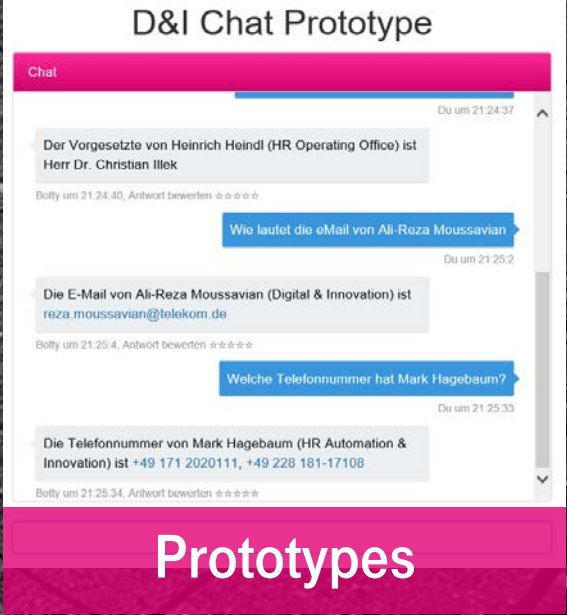 D&I Chat Prototype
Chat
Du um 21:24:37
Der Vorgesetzte von Heinrich Heindl (HR Operating Office) ist
Herr Dr. Christian Illek
Botty um 21:24:40, Antwort bewerten ☆☆☆☆☆
Wie lautet die eMail von Ali-Reza Moussavian
Du um 21:25:2
Die E-Mail von Ali-Reza Moussavian (Digital & Innovation) ist
reza.moussavian@telekom.de
Botty um 21:25:4, Antwort bewerten ☆☆☆☆☆
Welche Telefonnummer hat Mark Hagebaum?
Du um 21:25:33
Die Telefonnummer von Mark Hagebaum (HR Automation &
Innovation) ist +49 171 2020111, +49 228 181-17108
Botty um 21:25:34, Antwort bewerten ☆☆☆☆☆
Prototypes